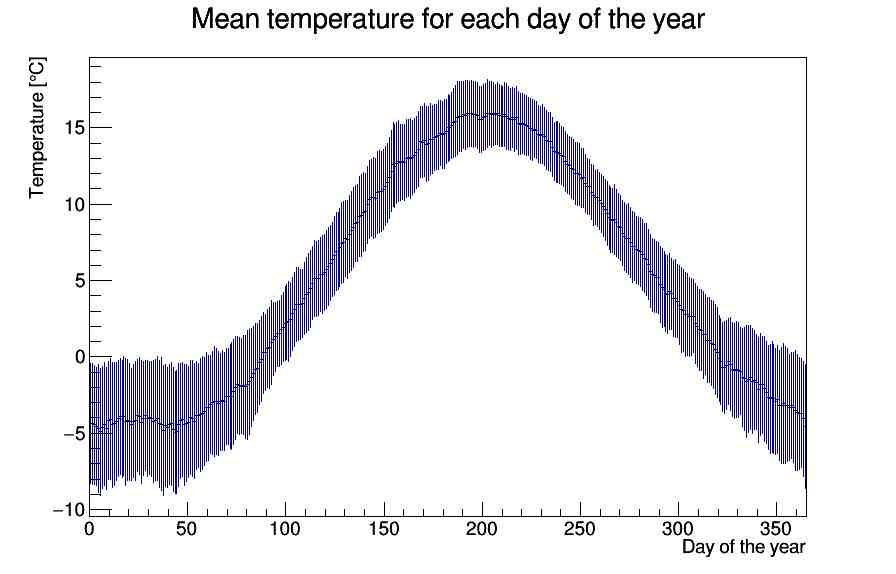 Mean temperature for each day of the year
Temperature [°C]
15
10
5
0
−5
−10
0 50 100 150 200 250 300 350
Day of the year